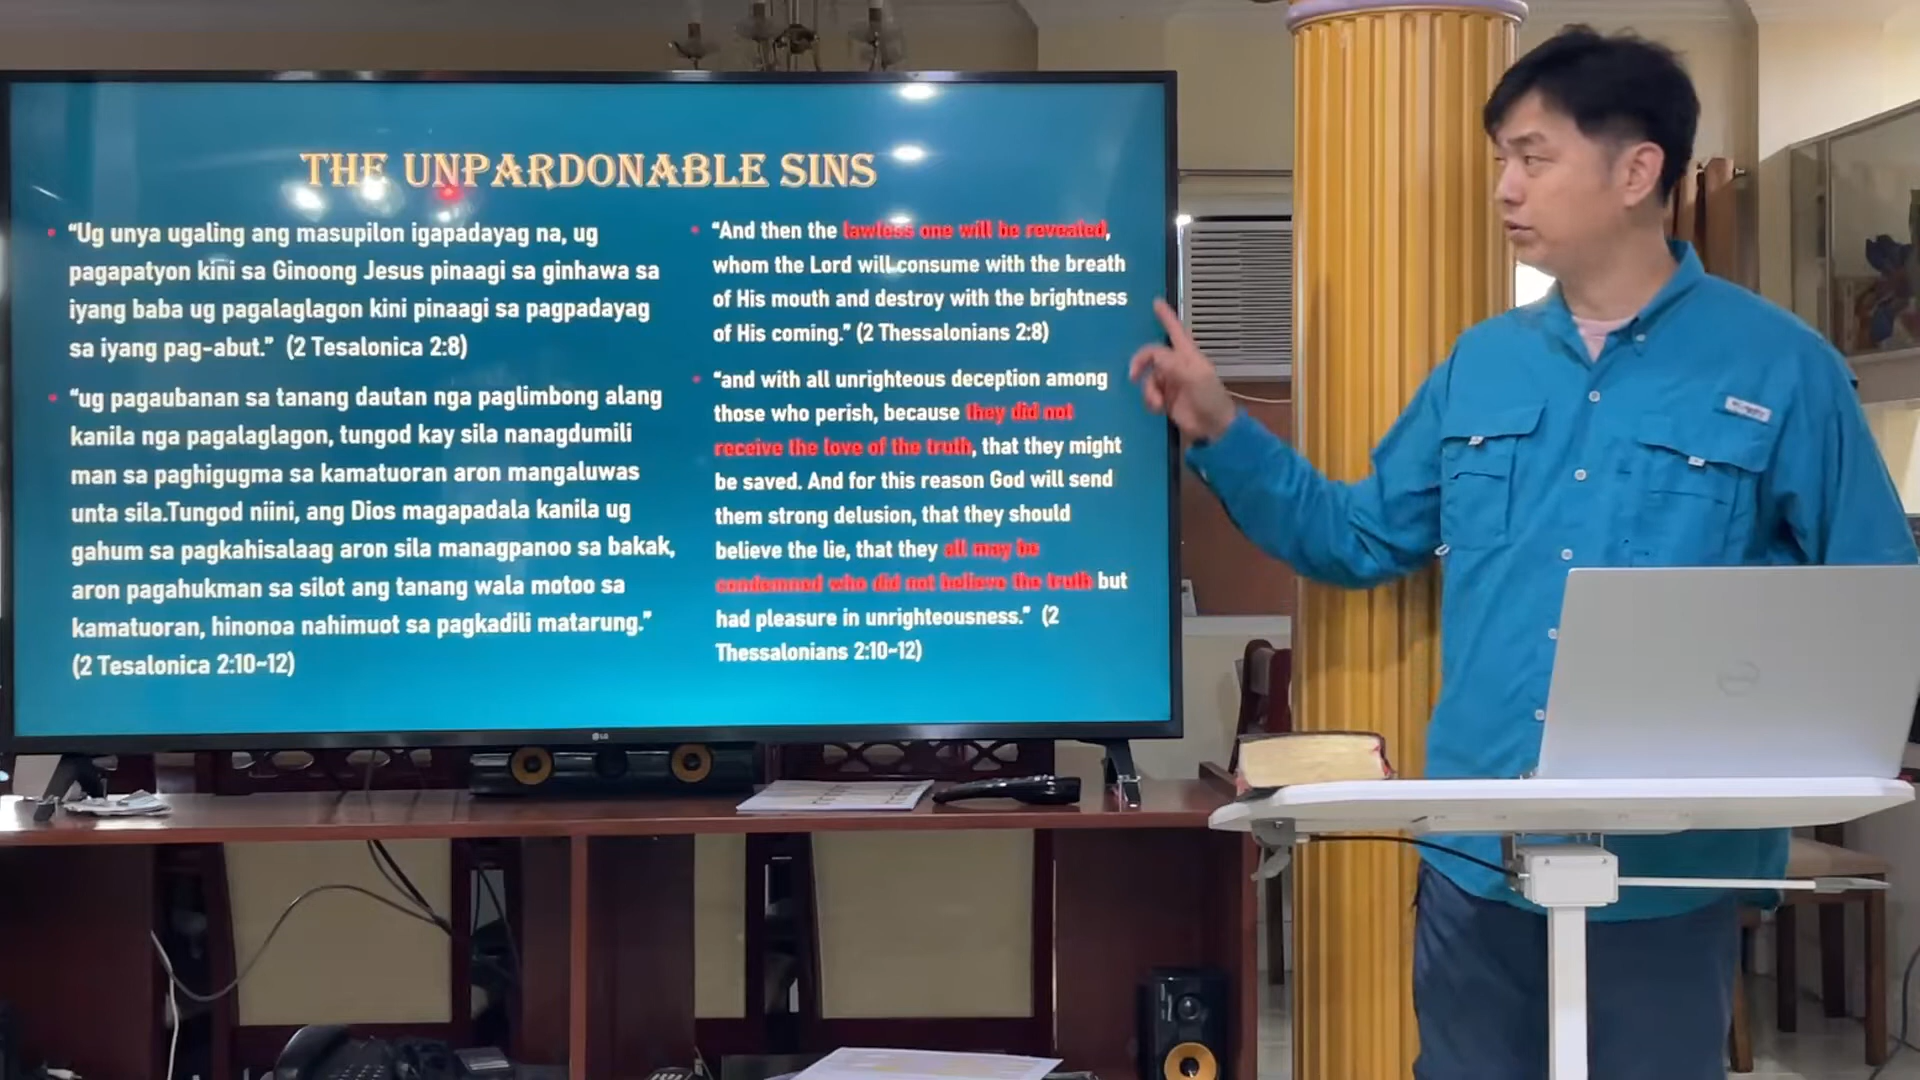 THE UNPARDONABLE SINS
“Ug unya ugaling ang masupilon igapadayag na, ug
pagapatyon kini sa Ginoong Jesus pinaagi sa ginhawa sa
iyang baba ug pagalaglagon kini pinaagi sa pagpadayag
sa iyang pag-abut.” (2 Tesalonica 2:8)
“ug pagaubanan sa tanang dautan nga paglimbong alang
kanila nga pagalaglagon, tungod kay sila nanagdumili
man sa paghigugma sa kamatuoran aron mangaluwas
unta sila.Tungod niini, ang Dios magapadala kanila ug
gahum sa pagkahisalaag aron sila managpanoo sa bakak,
aron pagahukman sa silot ang tanang wala motoo sa
kamatuoran, hinonoa nahimuot sa pagkadili matarung.”
(2 Tesalonica 2:10~12)
“And then the lawless one will be revealed,
whom the Lord will consume with the breath
of His mouth and destroy with the brightness
of His coming.” (2 Thessalonians 2:8)
“and with all unrighteous deception among
those who perish, because they did not
receive the love of the truth, that they might
be saved. And for this reason God will send
them strong delusion, that they should
believe the lie, that they all may be
condemned who did not believe the truth but
had pleasure in unrighteousness.” (2
Thessalonians 2:10~12)
LG